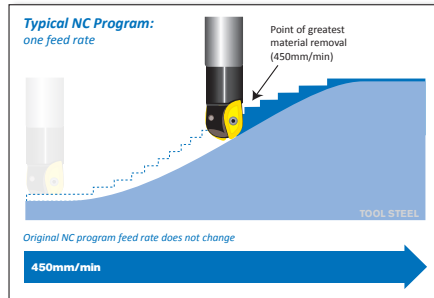 Typical NC Program:
one feed rate
Point of greatest
material removal
(450mm/min)
TOOL STEEL
Original NC program feed rate does not change
450mm/min